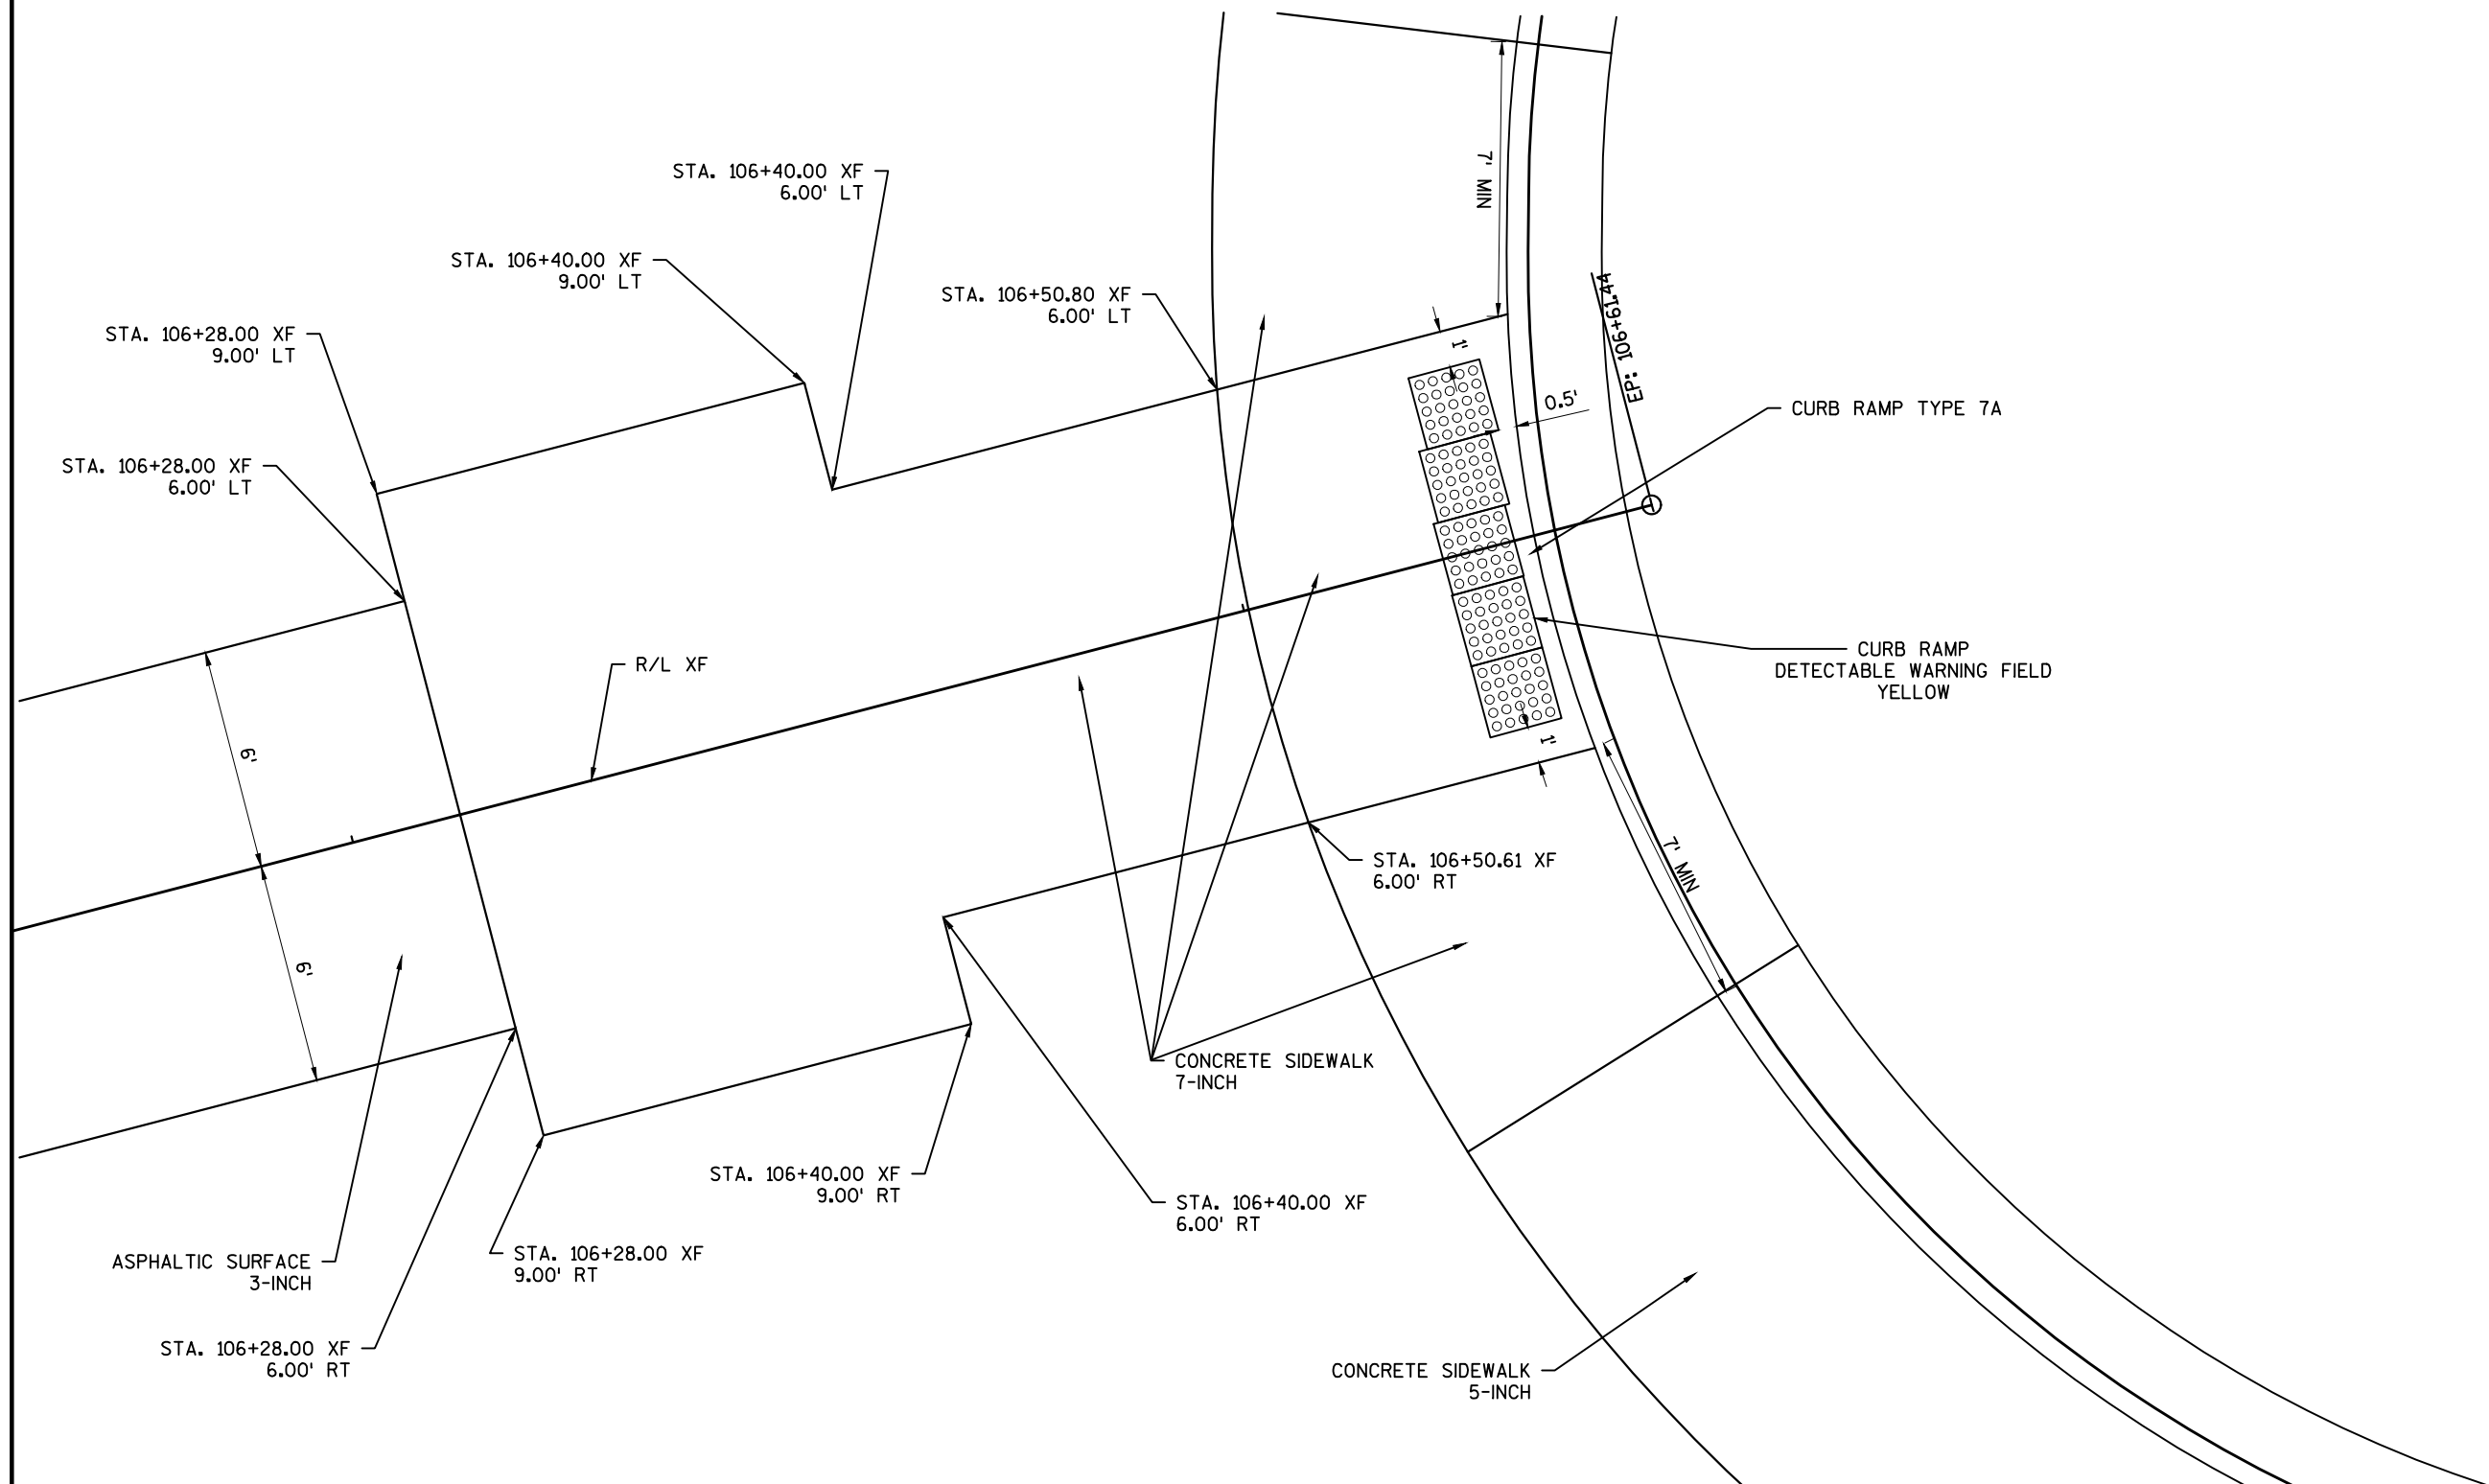 STA. 106+40.00 XF
6.00' LT
STA. 106+40.00 XF
9.00' LT
STA. 106+50.80 XF
6.00' LT
STA. 106+28.00 XF
9.00' LT
STA. 106+28.00 XF
6.00' LT
7' MIN
1'
EP: 106+61.44
0.5'
CURB RAMP TYPE 7A
CURB RAMP
DETECTABLE WARNING FIELD
YELLOW
R/L XF
6'
6'
1'
7' MIN
STA. 106+50.61 XF
6.00' RT
CONCRETE SIDEWALK
7-INCH
STA. 106+40.00 XF
9.00' RT
STA. 106+40.00 XF
6.00' RT
STA. 106+28.00 XF
9.00' RT
ASPHALTIC SURFACE
3-INCH
STA. 106+28.00 XF
6.00' RT
CONCRETE SIDEWALK
5-INCH